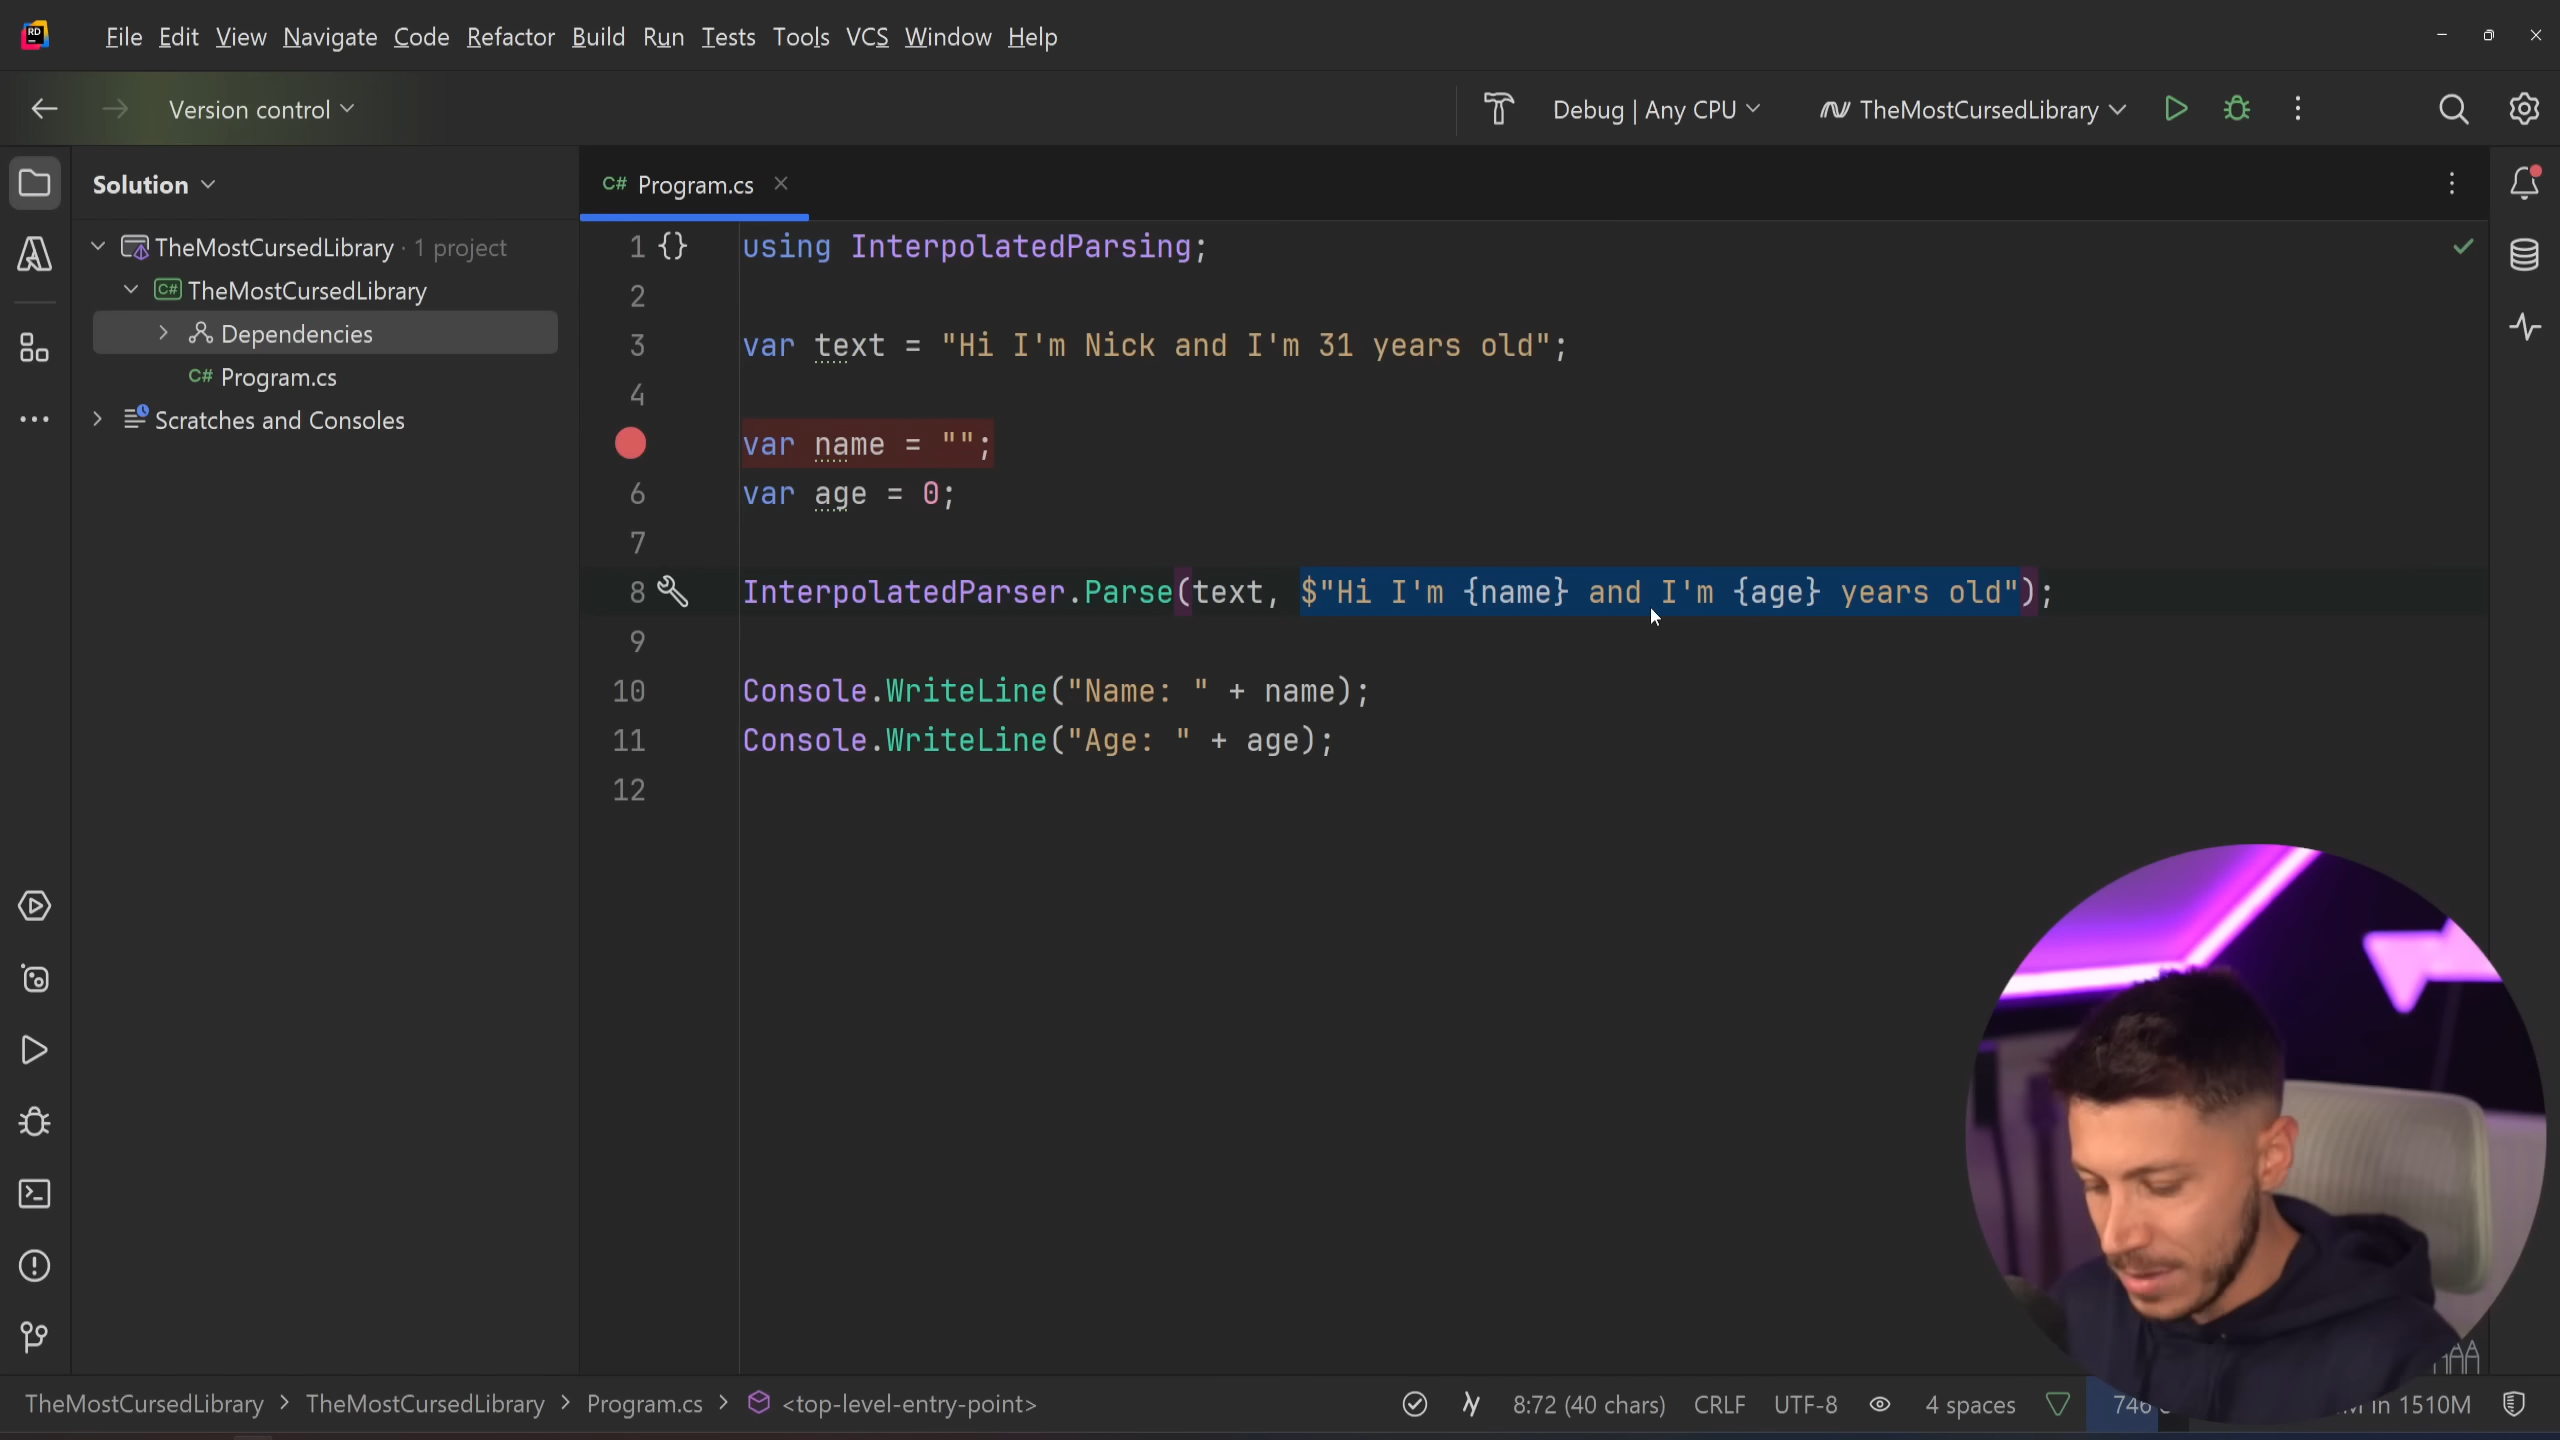 RD
File Edit View Navigate Code Refactor Build Run Tests Tools VCS Window Help
Version control
Debug | Any CPU
TheMostCursedLibrary
Solution
TheMostCursedLibrary · 1 project
C# TheMostCursedLibrary
Dependencies
C# Program.cs
Scratches and Consoles
C# Program.cs
1 {} using InterpolatedParsing;
2
3 var text = "Hi I'm Nick and I'm 31 years old";
4
var name = "";
6 var age = 0;
7
8 InterpolatedParser.Parse(text, $"Hi I'm {name} and I'm {age} years old");
9
10 Console.WriteLine("Name: " + name);
11 Console.WriteLine("Age: " + age);
12
TheMostCursedLibrary > TheMostCursedLibrary > Program.cs > <top-level-entry-point>
8:72 (40 chars) CRLF UTF-8 4 spaces 746 in 1510M